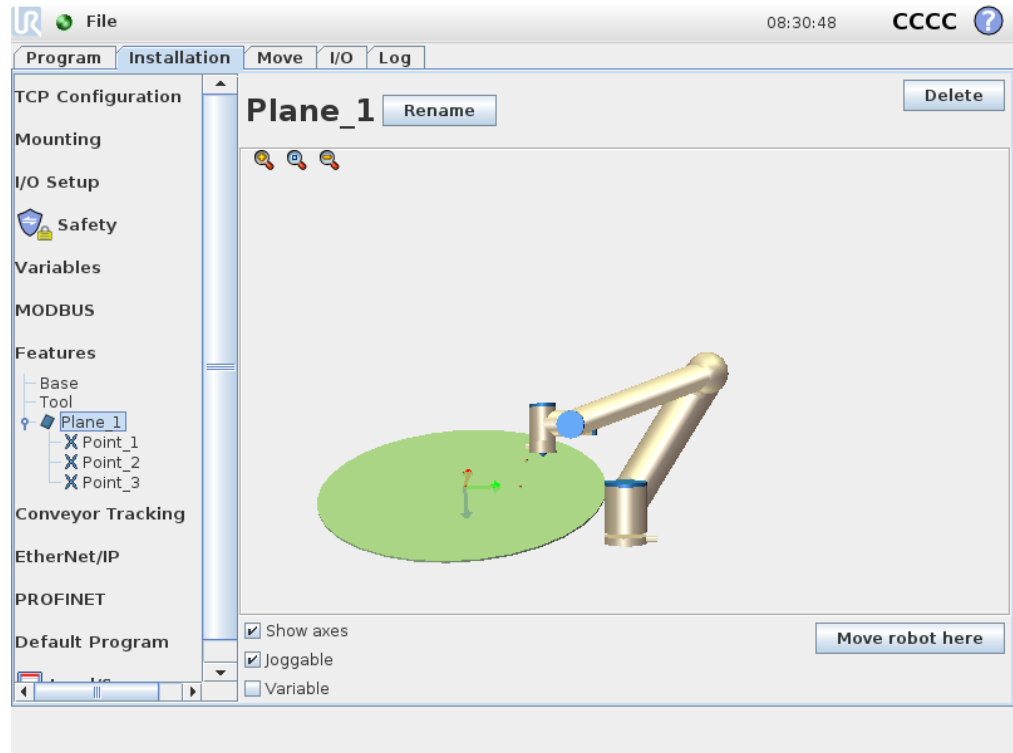 UR File 08:30:48 CCCC ?
Program Installation Move I/O Log
TCP Configuration
Mounting
I/O Setup
Safety
Variables
MODBUS
Features
Base
Tool
Plane_1
Point_1
Point_2
Point_3
Conveyor Tracking
EtherNet/IP
PROFINET
Default Program
Plane_1 Rename Delete
Show axes
Joggable
Variable
Move robot here